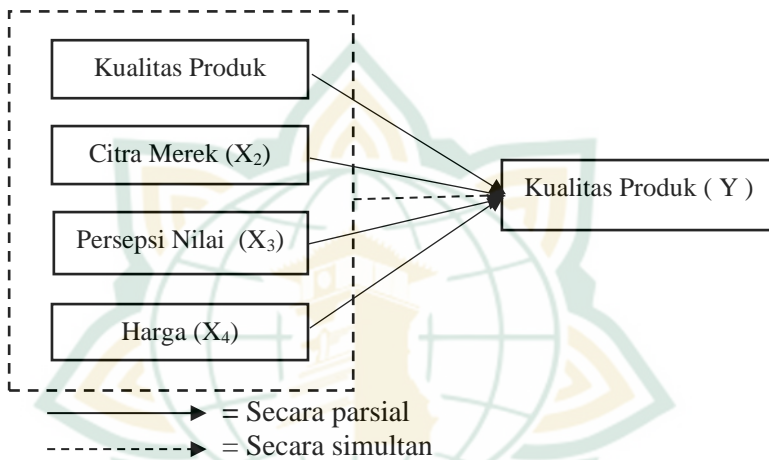 Kualitas Produk
Citra Merek (X₂)
Persepsi Nilai (X₃)
Harga (X₄)
Kualitas Produk ( Y )
= Secara parsial
= Secara simultan